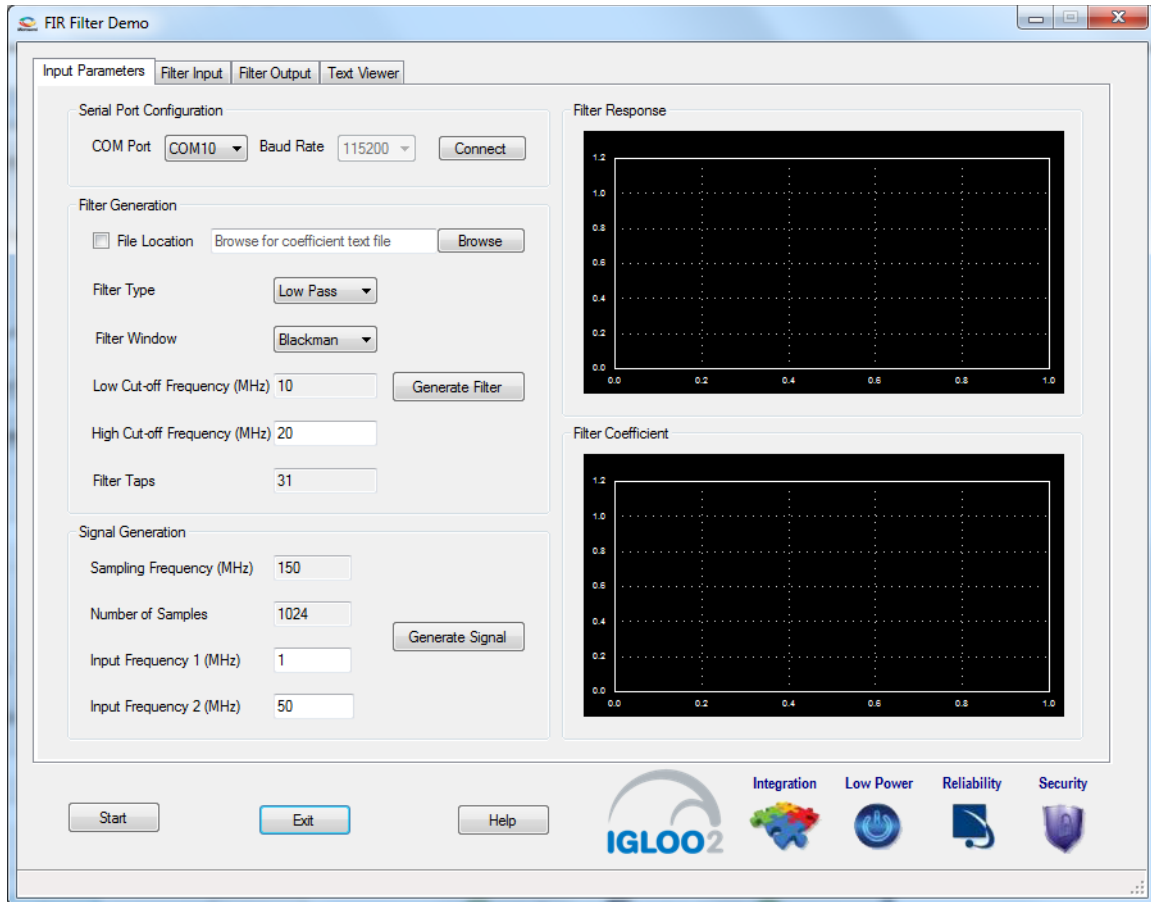 FIR Filter Demo
Input Parameters Filter Input Filter Output Text Viewer
Serial Port Configuration
COM Port COM10 Baud Rate 115200 Connect
Filter Generation
File Location Browse for coefficient text file Browse
Filter Type Low Pass
Filter Window Blackman
Low Cut-off Frequency (MHz) 10 Generate Filter
High Cut-off Frequency (MHz) 20
Filter Taps 31
Signal Generation
Sampling Frequency (MHz) 150
Number of Samples 1024
Generate Signal
Input Frequency 1 (MHz) 1
Input Frequency 2 (MHz) 50
Filter Response
1.2
1.0
0.8
0.6
0.4
0.2
0.0
0.0 0.2 0.4 0.6 0.8 1.0
Filter Coefficient
1.2
1.0
0.8
0.6
0.4
0.2
0.0
0.0 0.2 0.4 0.6 0.8 1.0
Start Exit Help
IGLOO2
Integration Low Power Reliability Security